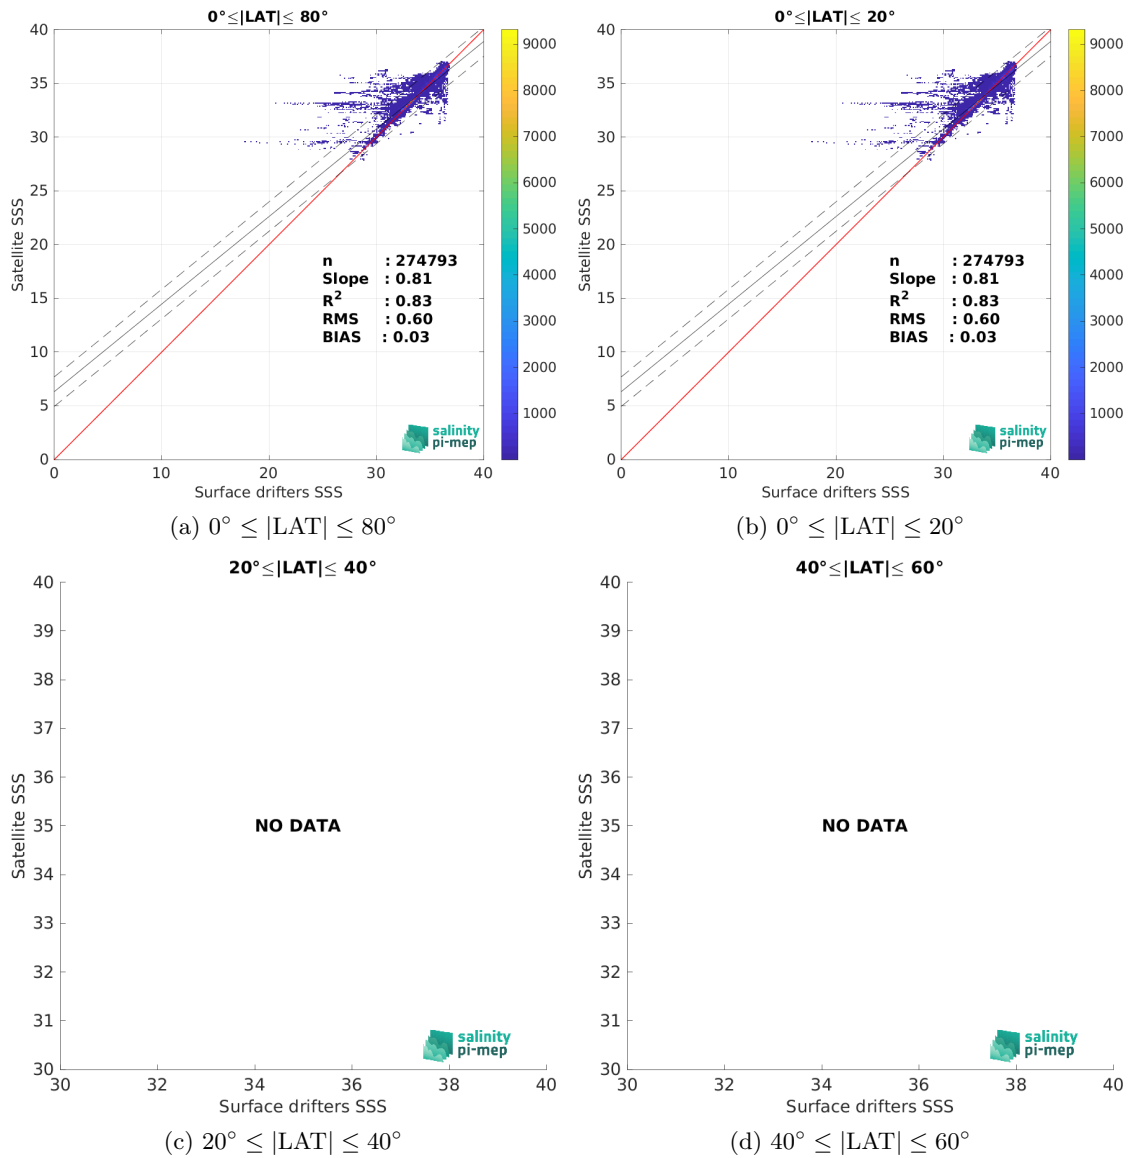 0°≤|LAT|≤ 80°
40
35
30
25
20
15
10
5
0
0
10
20
30
40
Satellite SSS
Surface drifters SSS
n : 274793
Slope : 0.81
R² : 0.83
RMS : 0.60
BIAS : 0.03
salinity
pi-mep
9000
8000
7000
6000
5000
4000
3000
2000
1000
(a) 0° ≤ |LAT| ≤ 80°
0°≤|LAT|≤ 20°
40
35
30
25
20
15
10
5
0
0
10
20
30
40
Satellite SSS
Surface drifters SSS
n : 274793
Slope : 0.81
R² : 0.83
RMS : 0.60
BIAS : 0.03
salinity
pi-mep
9000
8000
7000
6000
5000
4000
3000
2000
1000
(b) 0° ≤ |LAT| ≤ 20°
20°≤|LAT|≤ 40°
40
39
38
37
36
35
34
33
32
31
30
30
32
34
36
38
40
Satellite SSS
Surface drifters SSS
NO DATA
salinity
pi-mep
(c) 20° ≤ |LAT| ≤ 40°
40°≤|LAT|≤ 60°
40
39
38
37
36
35
34
33
32
31
30
30
32
34
36
38
40
Satellite SSS
Surface drifters SSS
NO DATA
salinity
pi-mep
(d) 40° ≤ |LAT| ≤ 60°